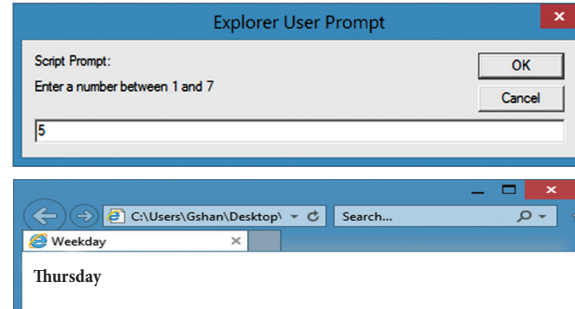 Explorer User Prompt
Script Prompt:
OK
Enter a number between 1 and 7
Cancel
5
C:\Users\Gshan\Desktop\
Search...
Weekday
Thursday